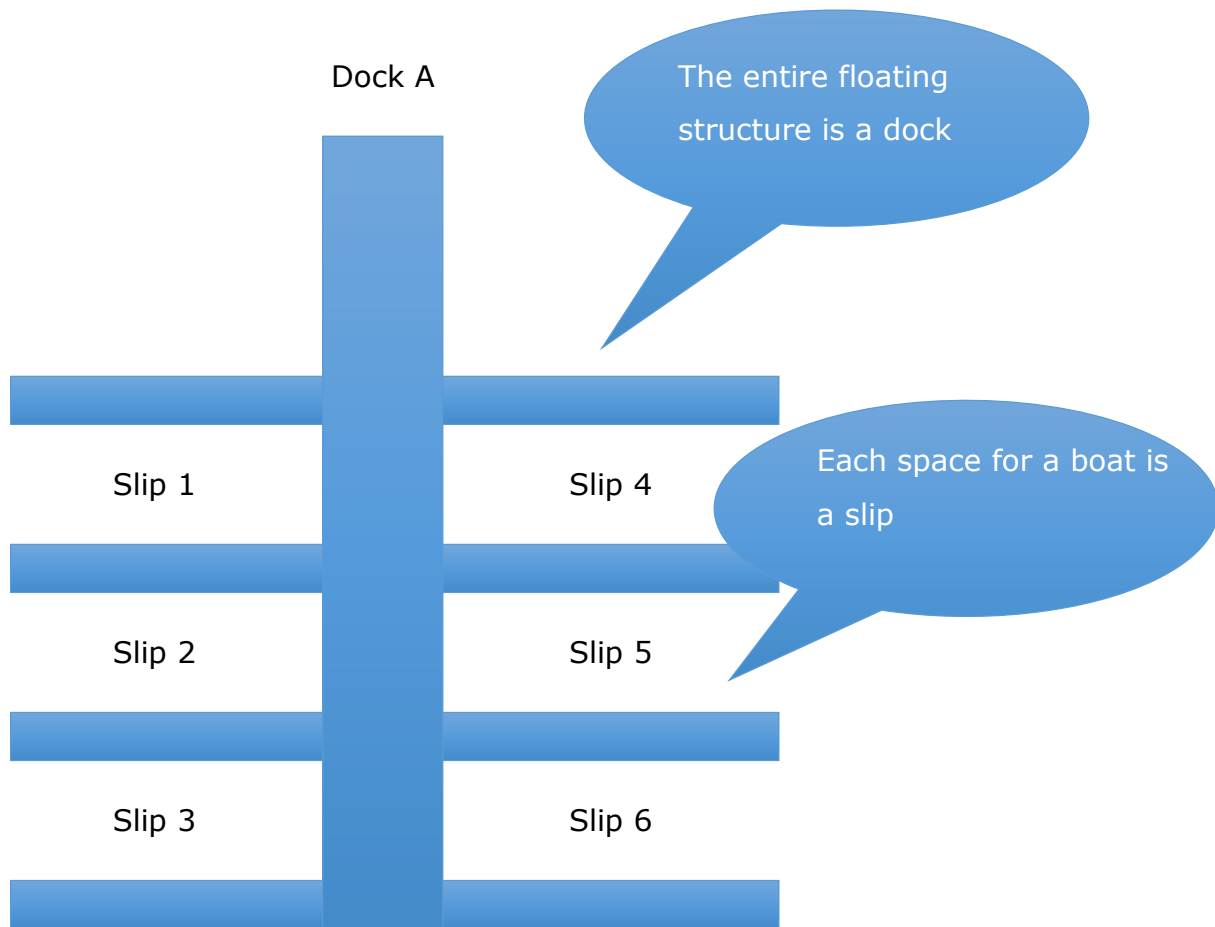 Dock A
The entire floating
structure is a dock
Each space for a boat is
a slip
Slip 1
Slip 4
Slip 2
Slip 5
Slip 3
Slip 6